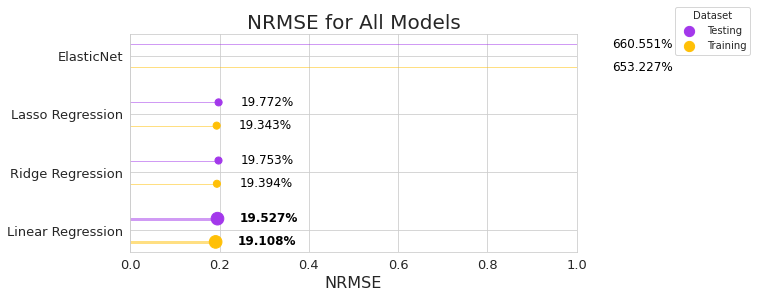 NRMSE for All Models
Dataset
Testing
Training
ElasticNet
660.551%
653.227%
Lasso Regression
19.772%
19.343%
Ridge Regression
19.753%
19.394%
Linear Regression
19.527%
19.108%
0.0 0.2 0.4 0.6 0.8 1.0
NRMSE